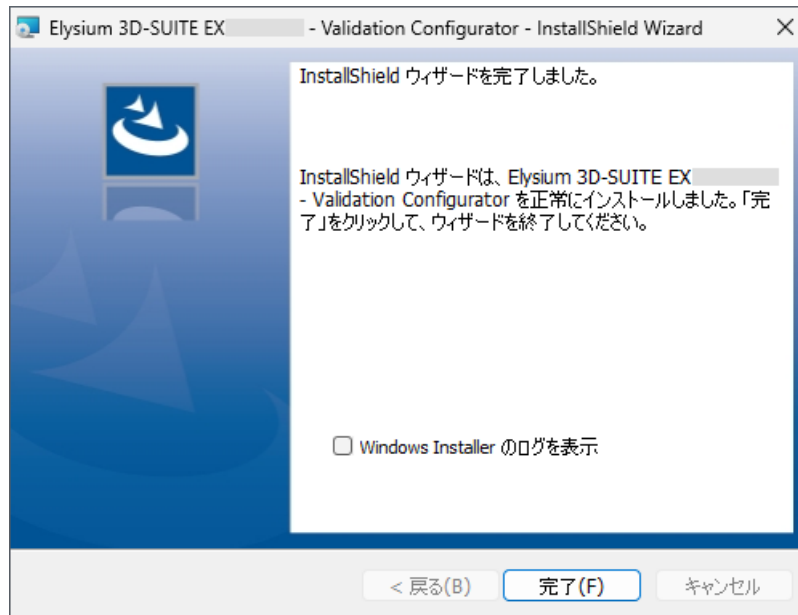 Elysium 3D-SUITE EX - Validation Configurator - InstallShield Wizard
InstallShield ウィザードを完了しました。
InstallShield ウィザードは、Elysium 3D-SUITE EX
- Validation Configurator を正常にインストールしました。「完
了」をクリックして、ウィザードを終了してください。
Windows Installer のログを表示
< 戻る(B)
完了(F)
キャンセル